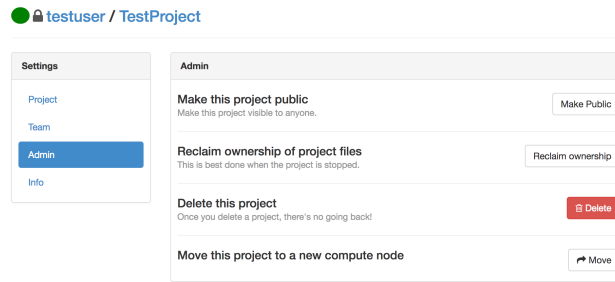 testuser / TestProject
Settings
Project
Team
Admin
Info
Admin
Make this project public
Make this project visible to anyone.
Make Public
Reclaim ownership of project files
This is best done when the project is stopped.
Reclaim ownership
Delete this project
Once you delete a project, there's no going back!
Delete
Move this project to a new compute node
Move